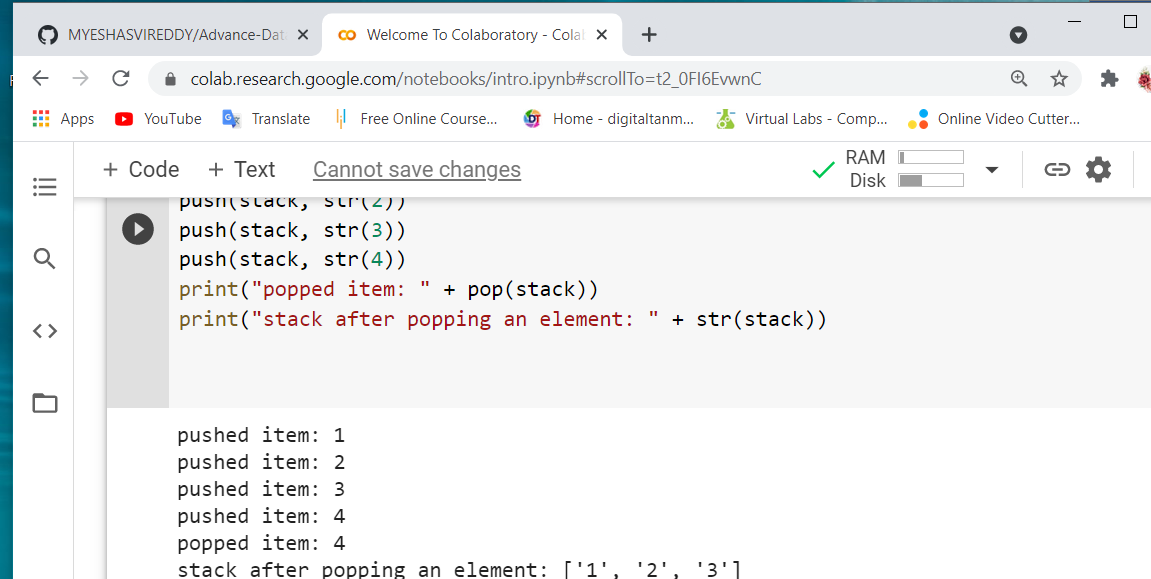 MYESHASVIREDDY/Advance-Dat
Welcome To Colaboratory - Cola
colab.research.google.com/notebooks/intro.ipynb#scrollTo=t2_0FI6EvwnC
Apps
YouTube
Translate
Free Online Course...
Home - digitaltanm...
Virtual Labs - Comp...
Online Video Cutter...
+ Code
+ Text
Cannot save changes
RAM
Disk
push(stack, str(2))
push(stack, str(3))
push(stack, str(4))
print("popped item: " + pop(stack))
print("stack after popping an element: " + str(stack))
pushed item: 1
pushed item: 2
pushed item: 3
pushed item: 4
popped item: 4
stack after popping an element: ['1', '2', '3']